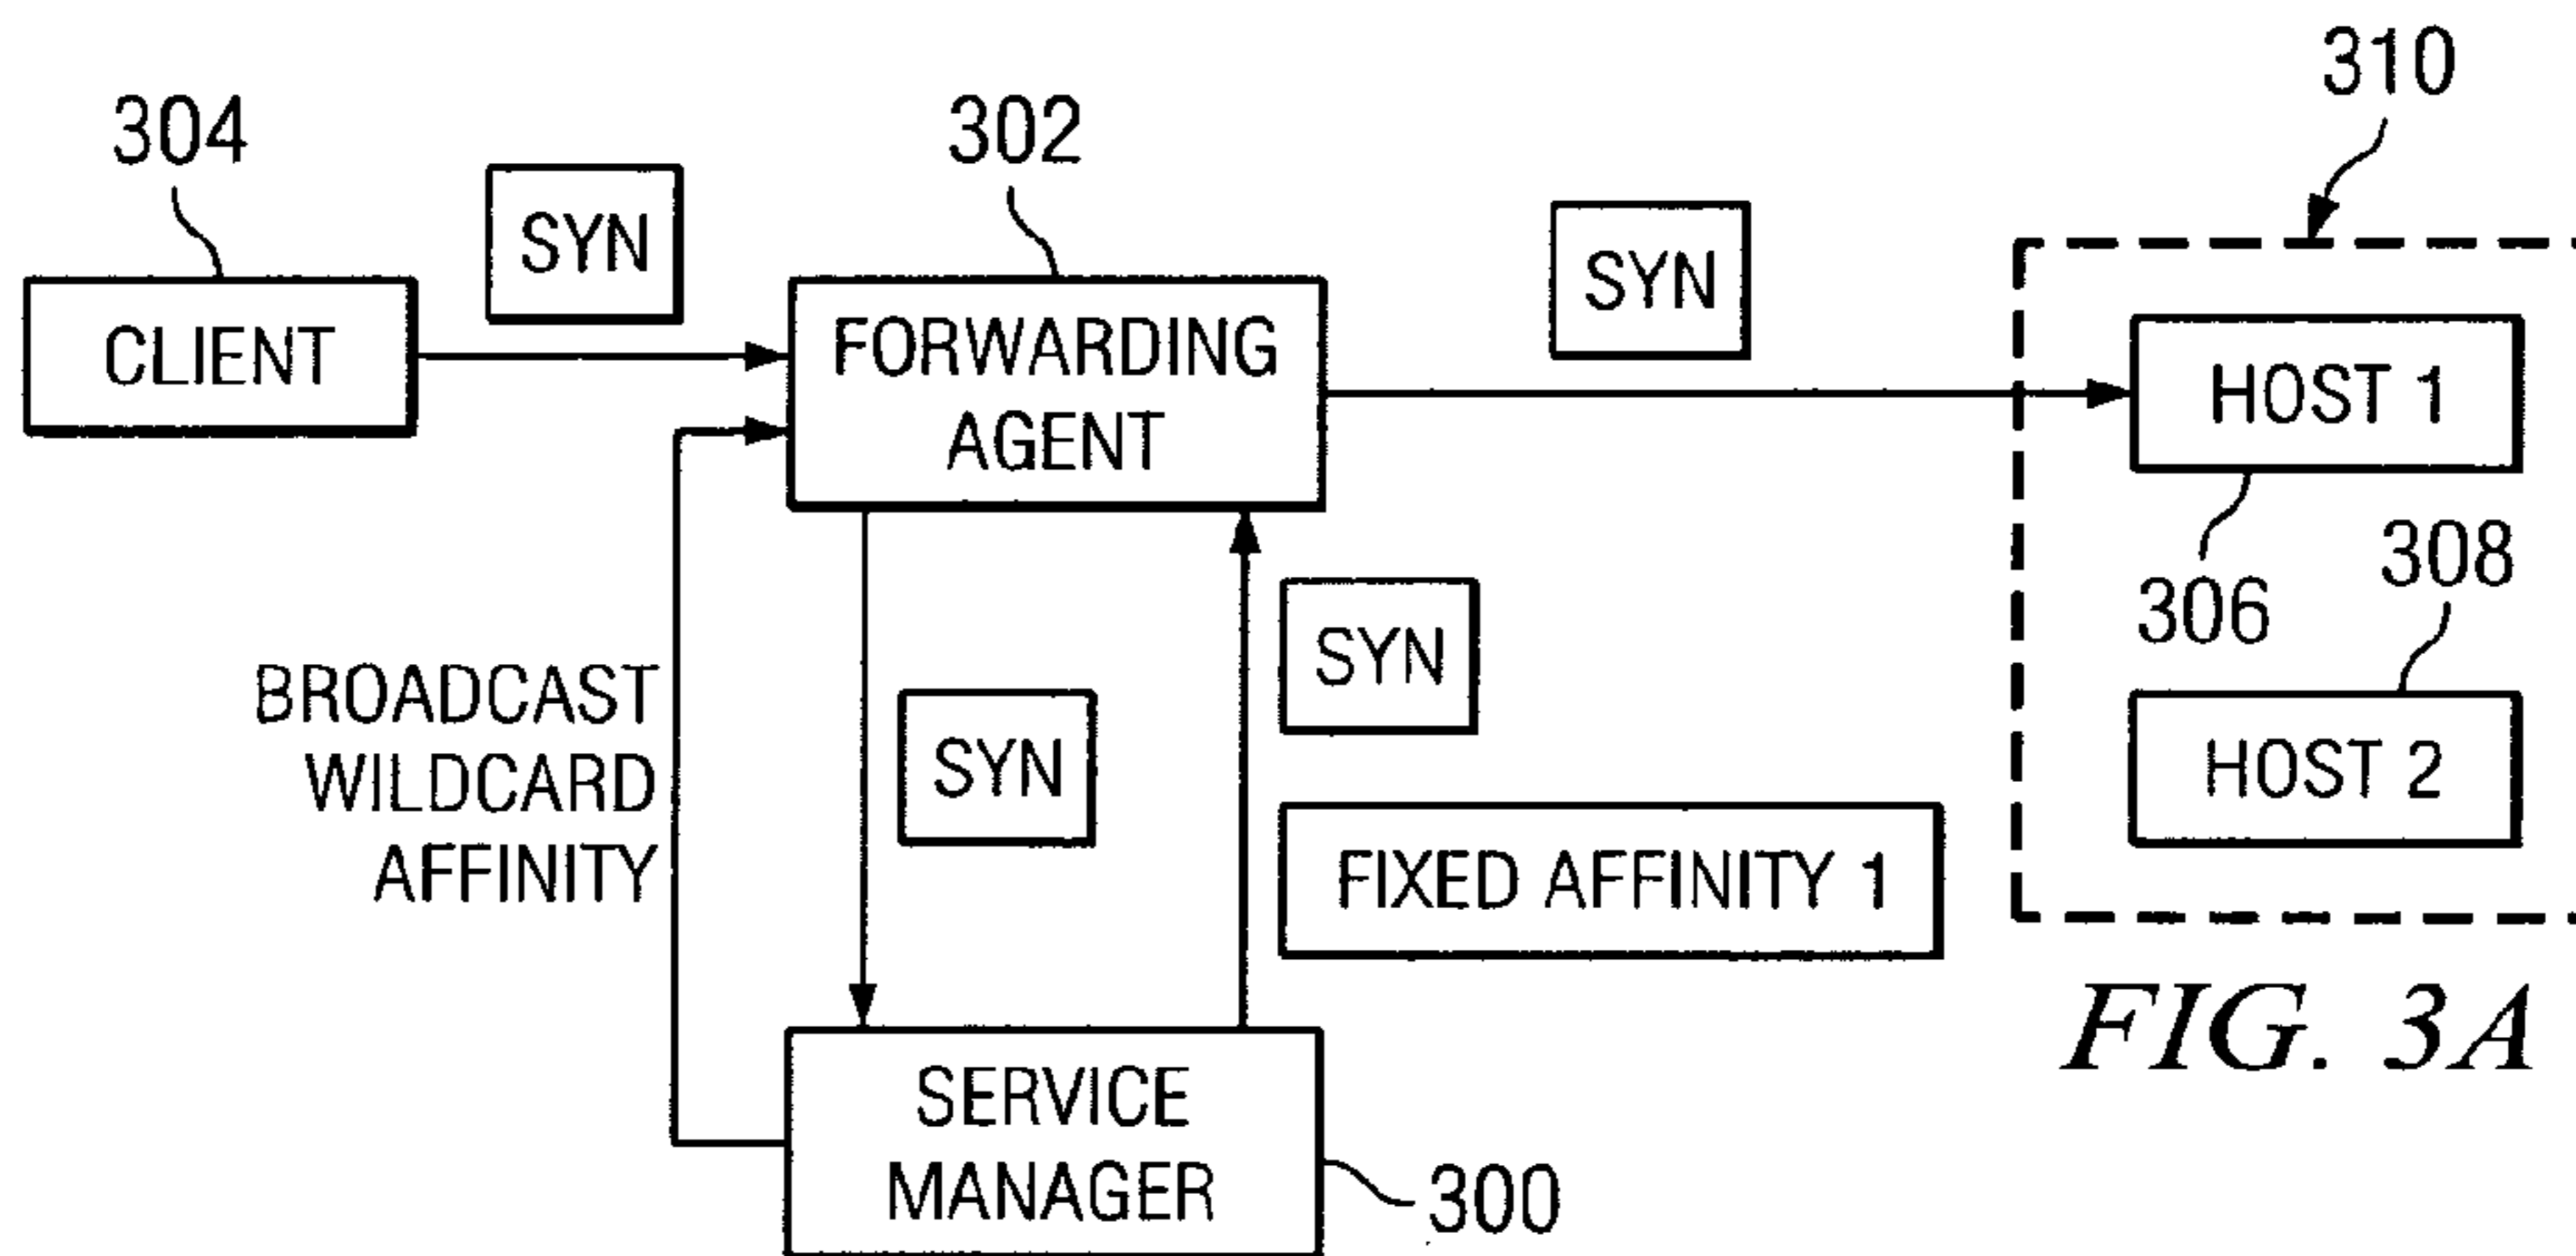 310
304
302
SYN
SYN
CLIENT
FORWARDING
AGENT
HOST 1
306
308
BROADCAST
WILDCARD
AFFINITY
SYN
SYN
HOST 2
FIXED AFFINITY 1
FIG. 3A
SERVICE
MANAGER
300